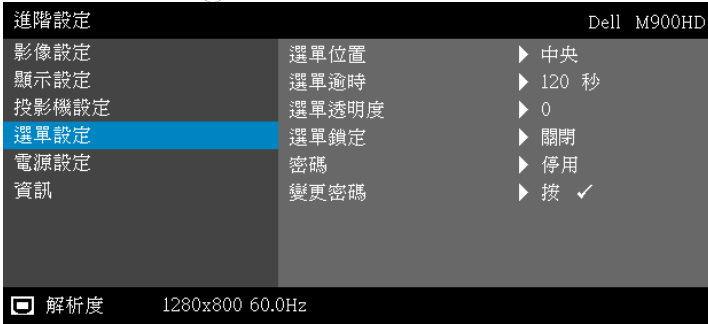 進階設定 Dell M900HD
影像設定
顯示設定
投影機設定
選單設定
電源設定
資訊
選單位置 中央
選單逾時 120 秒
選單透明度 0
選單鎖定 關閉
密碼 停用
變更密碼 按 ✓
解析度 1280x800 60.0Hz